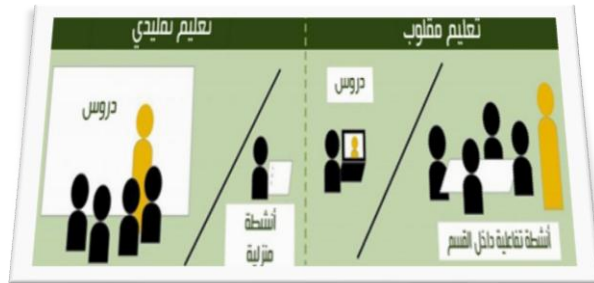 تعليم مقلوب
تعليم تقليدي
دروس
أنشطة تفاعلية داخل القسم
دروس
أنشطة
منزلية